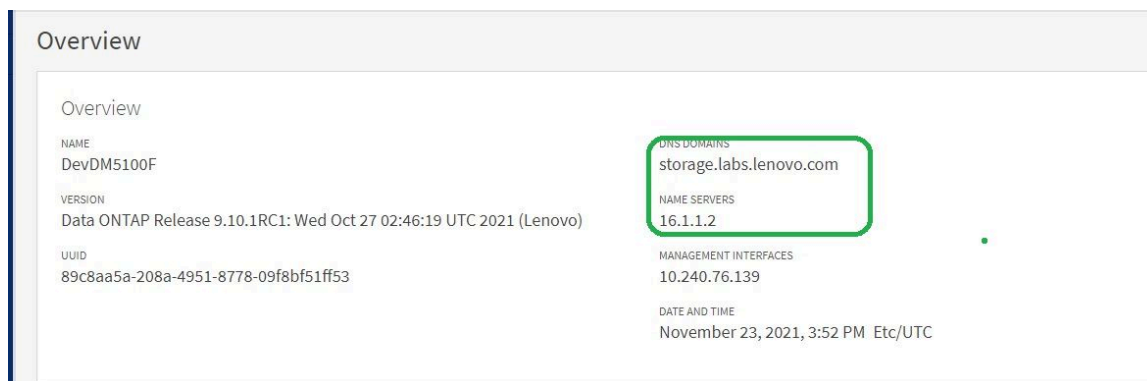 Overview
Overview
NAME
DevDM5100F
VERSION
Data ONTAP Release 9.10.1RC1: Wed Oct 27 02:46:19 UTC 2021 (Lenovo)
UUID
89c8aa5a-208a-4951-8778-09f8bf51ff53
DNS DOMAINS
storage.labs.lenovo.com
NAME SERVERS
16.1.1.2
MANAGEMENT INTERFACES
10.240.76.139
DATE AND TIME
November 23, 2021, 3:52 PM Etc/UTC